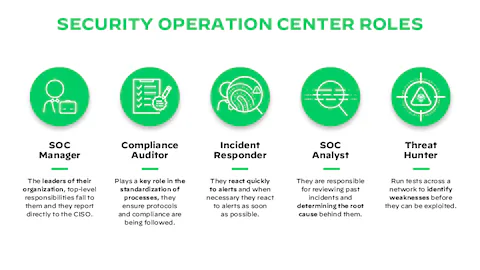 SECURITY OPERATION CENTER ROLES
SOC
Manager
The leaders of their
organization, top-level
responsibilities fall to
them and they report
directly to the CISO.
Compliance
Auditor
Plays a key role in the
standardization of
processes, they
ensure protocols
and compliance are
being followed.
Incident
Responder
They react quickly
to alerts and when
necessary they react
to alerts as soon
as possible.
SOC
Analyst
They are responsible
for reviewing past
incidents and
determining the root
cause behind them.
Threat
Hunter
Run tests across a
network to identify
weaknesses before
they can be exploited.